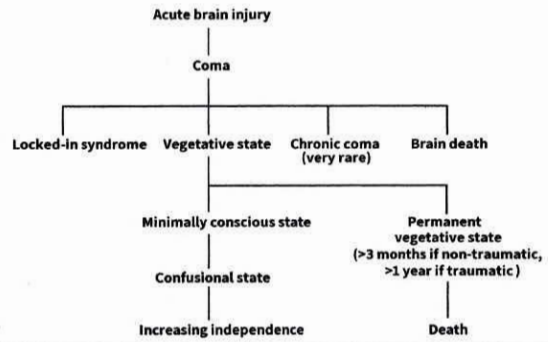 Acute brain injury
Coma
Locked-in syndrome
Vegetative state
Chronic coma
(very rare)
Brain death
Minimally conscious state
Permanent
vegetative state
(>3 months if non-traumatic,
>1 year if traumatic )
Confusional state
Increasing independence
Death